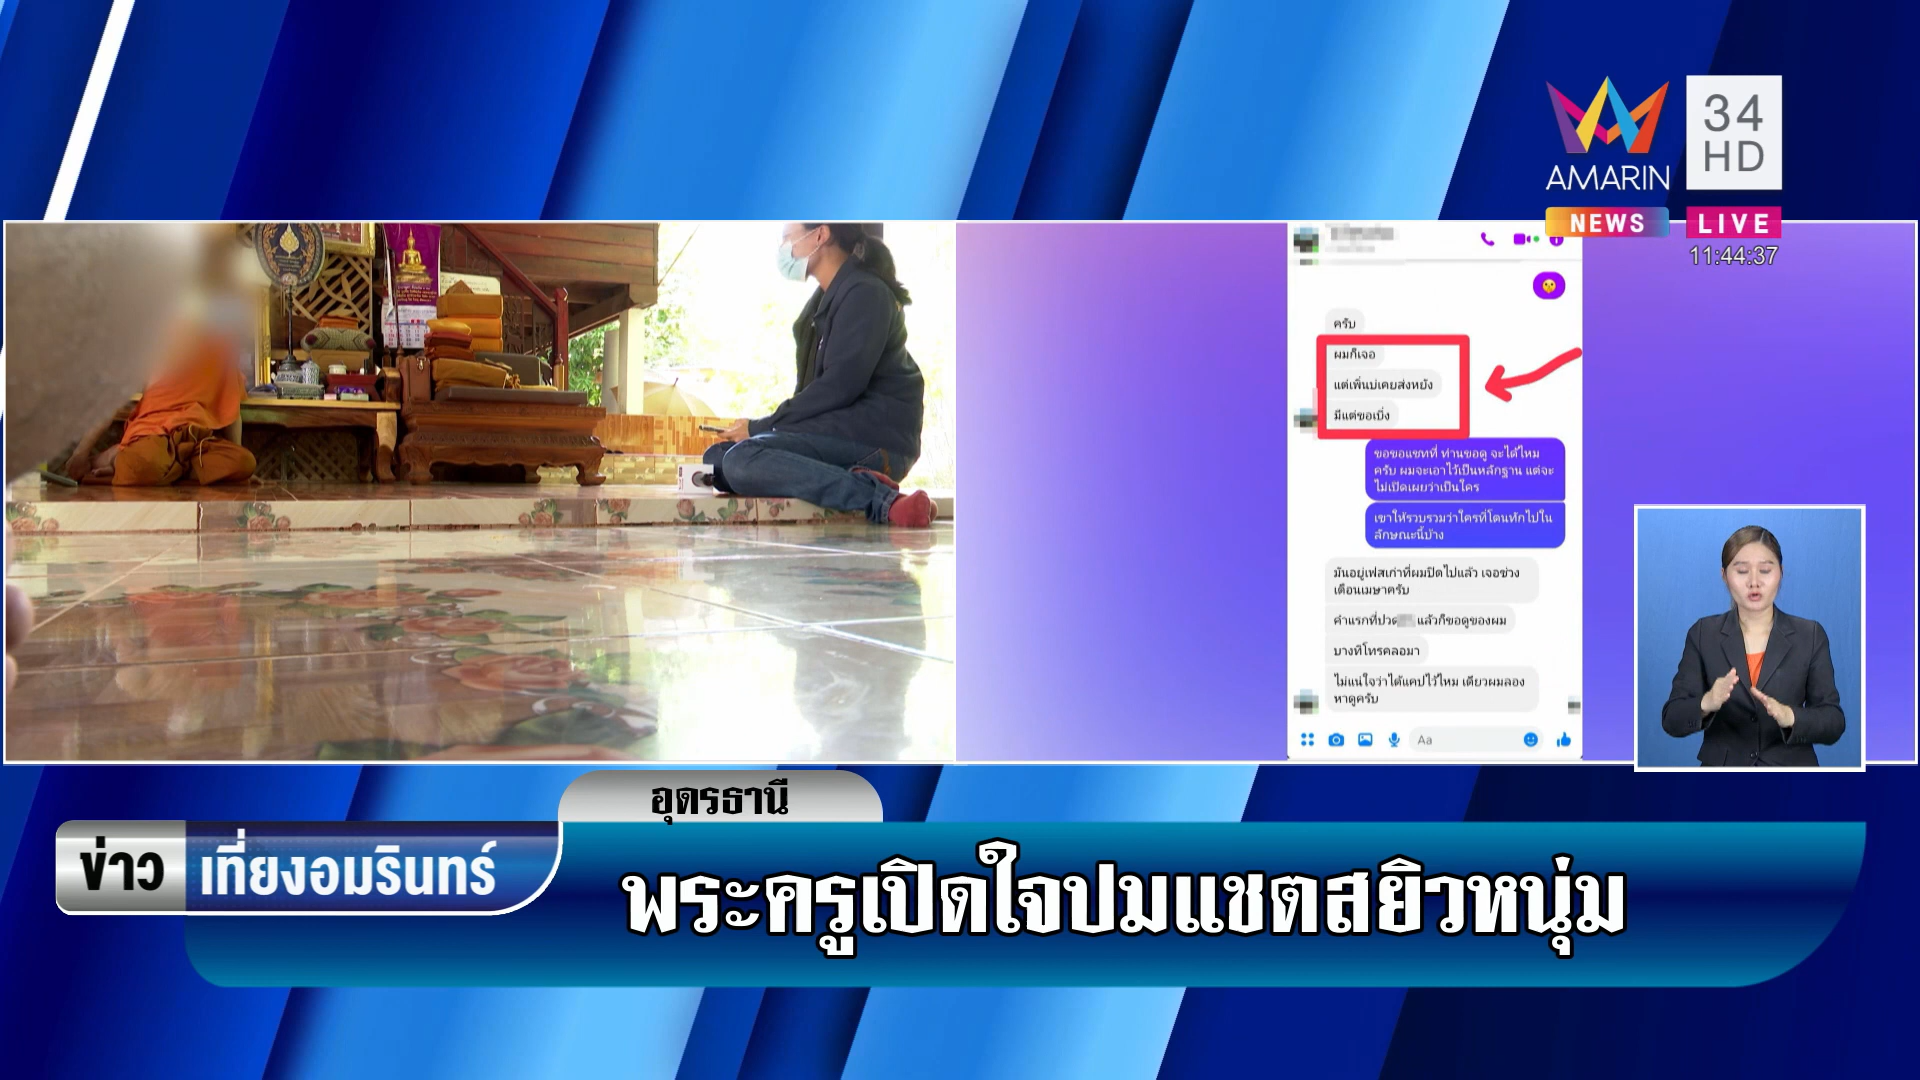 AMARIN
34
HD
NEWS
LIVE
11:44:37
ครับ
ผมก็เจอ
แต่เพิ่นบ่เคยส่งหยัง
มีแต่ขอเบิ่ง
ขอขอแชทที่ ท่านขอดู จะได้ไหม
ครับ ผมจะเอาไว้เป็นหลักฐาน แต่จะ
ไม่เปิดเผยว่าเป็นใคร
เขาให้รวบรวมว่าใครที่โดนทักไปใน
ลักษณะนี้บ้าง
มันอยู่เฟสเก่าที่ผมปิดไปแล้ว เจอช่วง
เดือนเมษาครับ
คำแรกที่ปวด แล้วก็ขอดูของผม
บางทีโทรคลอมา
ไม่แน่ใจว่าได้แคปไว้ไหม เดียวผมลอง
หาดูครับ
Aa
อุดรธานี
ข่าว เที่ยงอมรินทร์
พระครูเปิดใจปมแชตสยิวหนุ่ม